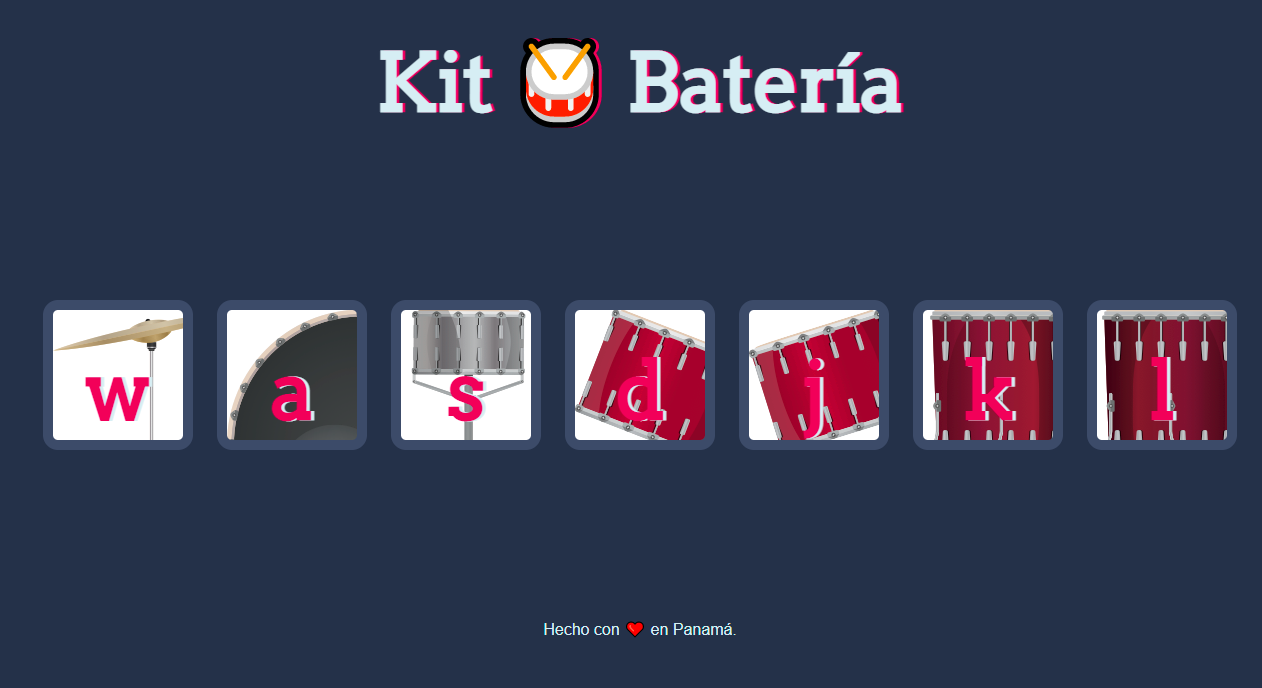 Kit 🥁 Batería
w a s d j k l
Hecho con ❤️ en Panamá.